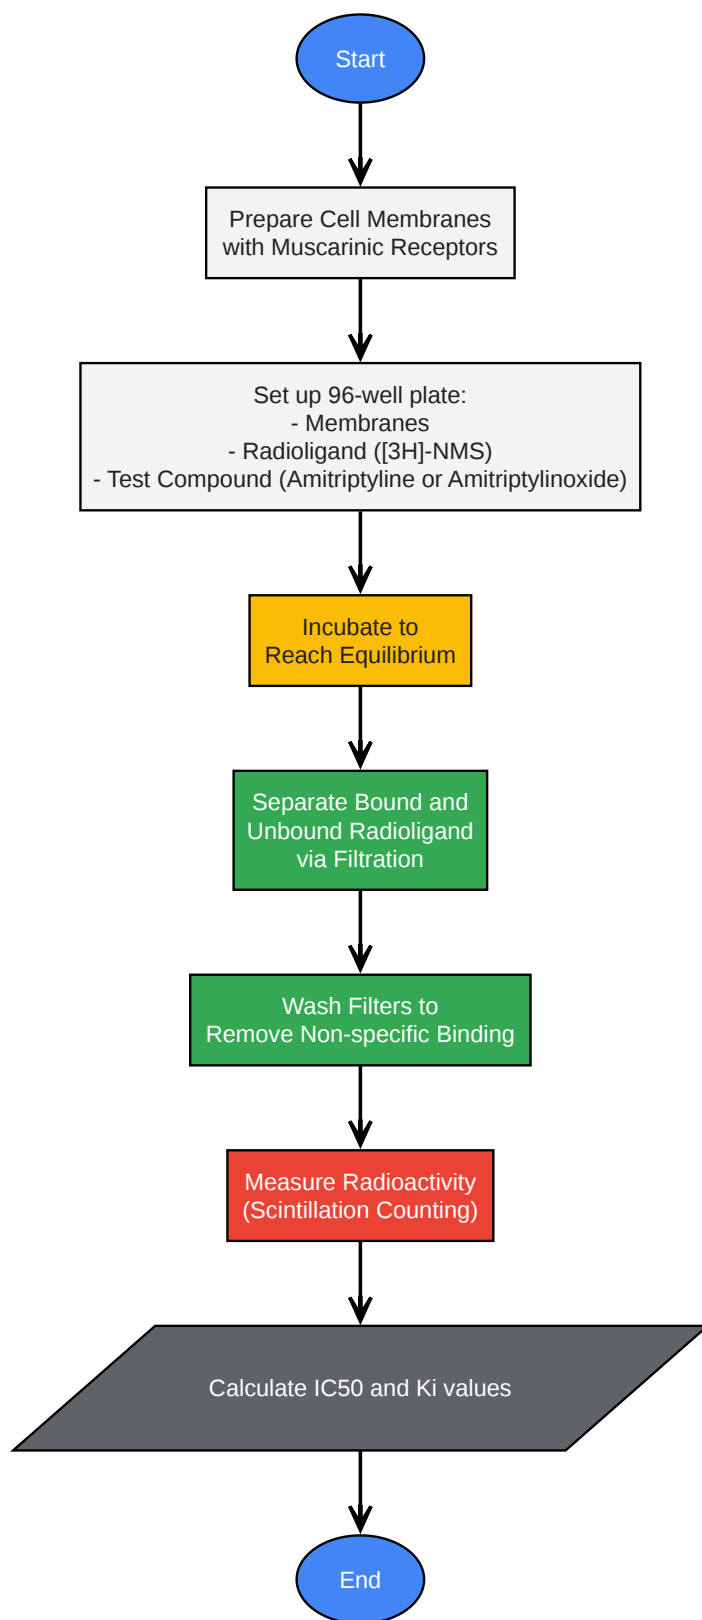 Start
Prepare Cell Membranes
with Muscarinic Receptors
Set up 96-well plate:
- Membranes
- Radioligand ([3H]-NMS)
- Test Compound (Amitriptyline or Amitriptylinoxide)
Incubate to
Reach Equilibrium
Separate Bound and
Unbound Radioligand
via Filtration
Wash Filters to
Remove Non-specific Binding
Measure Radioactivity
(Scintillation Counting)
Calculate IC50 and Ki values
End